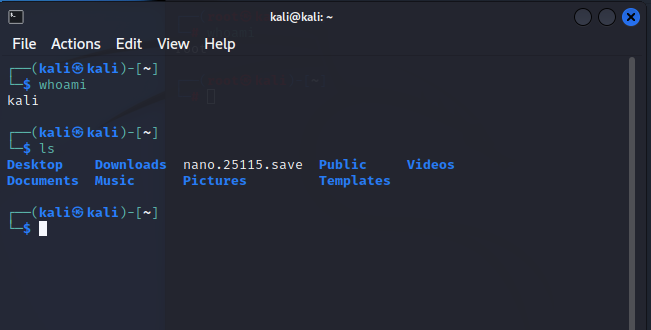 kali@kali: ~
File Actions Edit View Help
┌──(kali㉿kali)-[~]
└─$ whoami
kali
┌──(kali㉿kali)-[~]
└─$ ls
Desktop Downloads nano.25115.save Public Videos
Documents Music Pictures Templates
┌──(kali㉿kali)-[~]
└─$